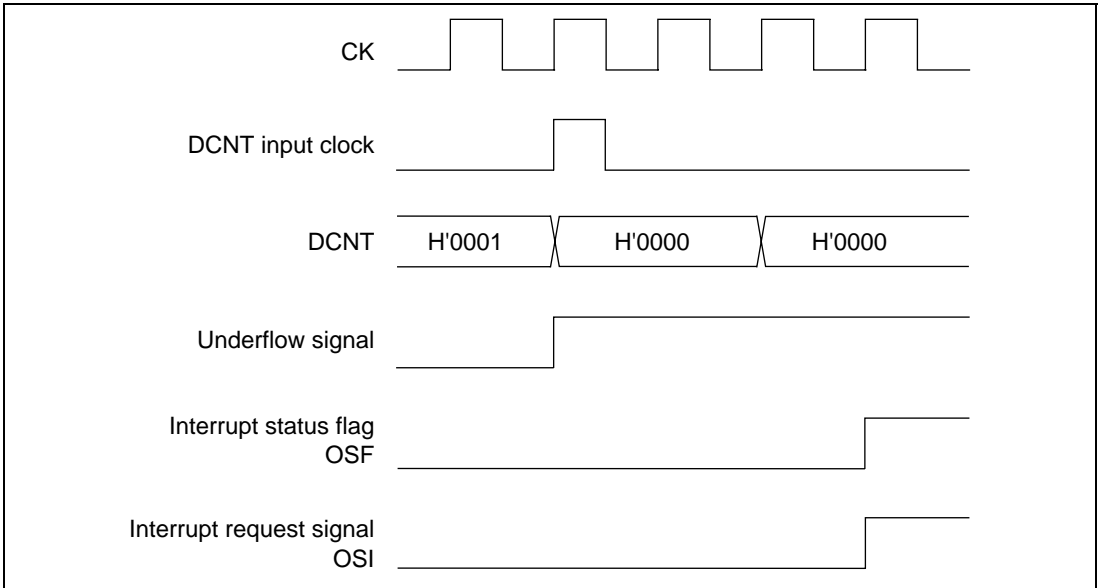 CK
DCNT input clock
DCNT H'0001 H'0000 H'0000
Underflow signal
Interrupt status flag
OSF
Interrupt request signal
OSI